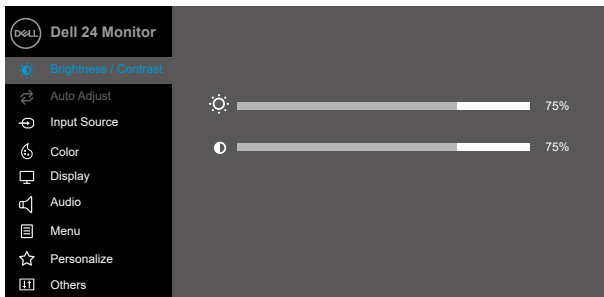 DELL
Dell 24 Monitor
Brightness / Contrast
Auto Adjust
75%
Input Source
Color
75%
Display
Audio
Menu
Personalize
Others